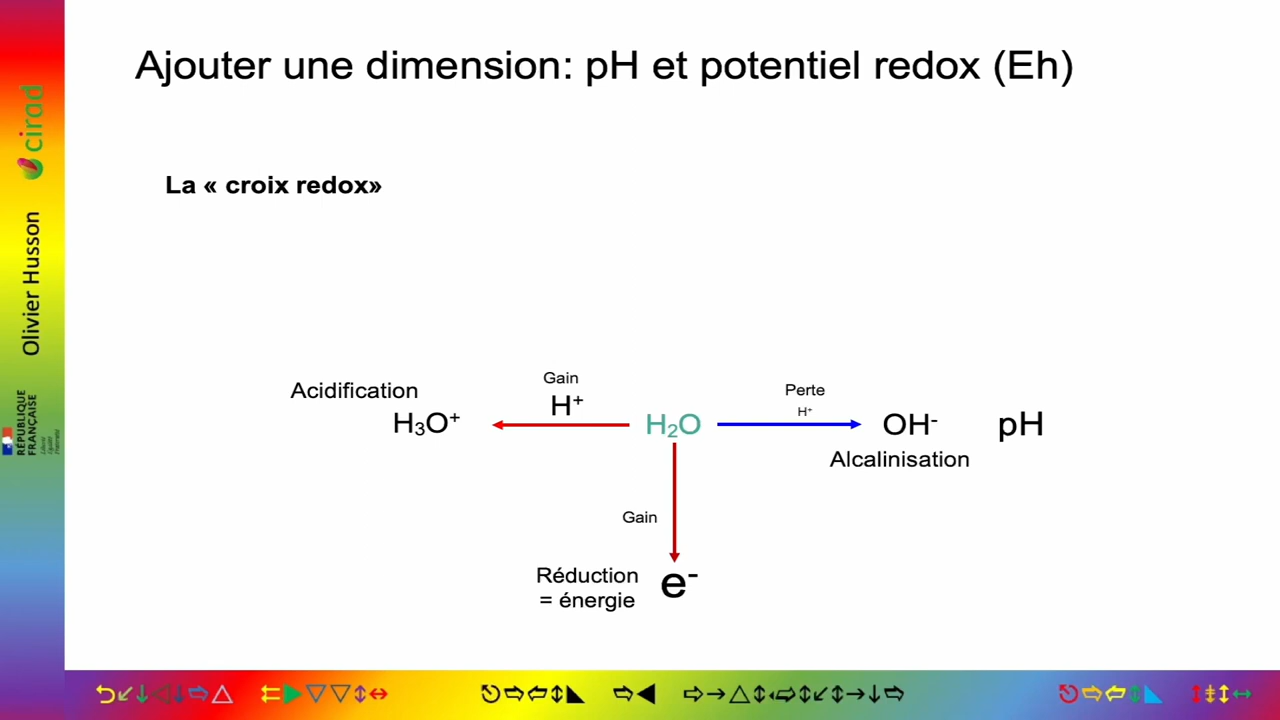 Ajouter une dimension: pH et potentiel redox (Eh)
cirad
Olivier Husson
RÉPUBLIQUE
FRANÇAISE
La « croix redox»
Acidification
Gain
H⁺
H₃O⁺
H₂O
Perte
H⁺
OH⁻
pH
Alcalinisation
Gain
Réduction
= énergie
e⁻